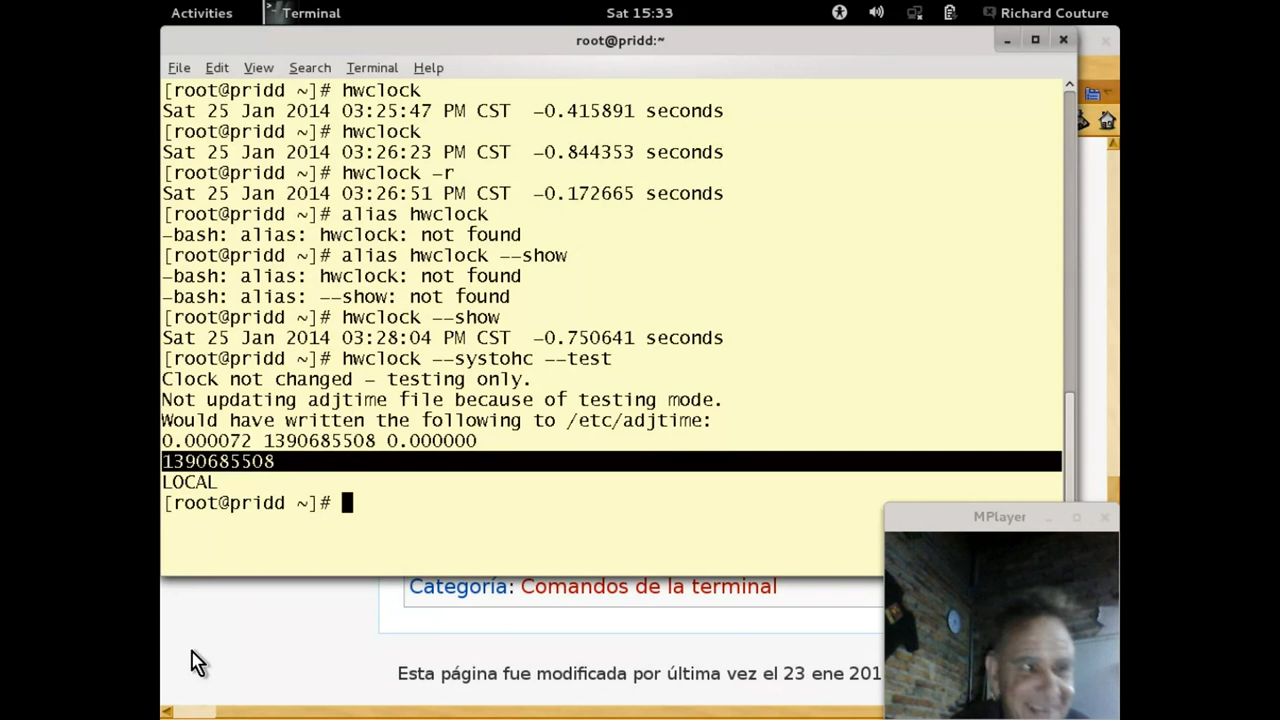 Activities Terminal Sat 15:33 Richard Couture
root@pridd:~
File Edit View Search Terminal Help
[root@pridd ~]# hwclock
Sat 25 Jan 2014 03:25:47 PM CST -0.415891 seconds
[root@pridd ~]# hwclock
Sat 25 Jan 2014 03:26:23 PM CST -0.844353 seconds
[root@pridd ~]# hwclock -r
Sat 25 Jan 2014 03:26:51 PM CST -0.172665 seconds
[root@pridd ~]# alias hwclock
-bash: alias: hwclock: not found
[root@pridd ~]# alias hwclock --show
-bash: alias: hwclock: not found
-bash: alias: --show: not found
[root@pridd ~]# hwclock --show
Sat 25 Jan 2014 03:28:04 PM CST -0.750641 seconds
[root@pridd ~]# hwclock --systohc --test
Clock not changed - testing only.
Not updating adjtime file because of testing mode.
Would have written the following to /etc/adjtime:
0.000072 1390685508 0.000000
1390685508
LOCAL
[root@pridd ~]#
MPlayer
Categoría: Comandos de la terminal
Esta página fue modificada por última vez el 23 ene 201